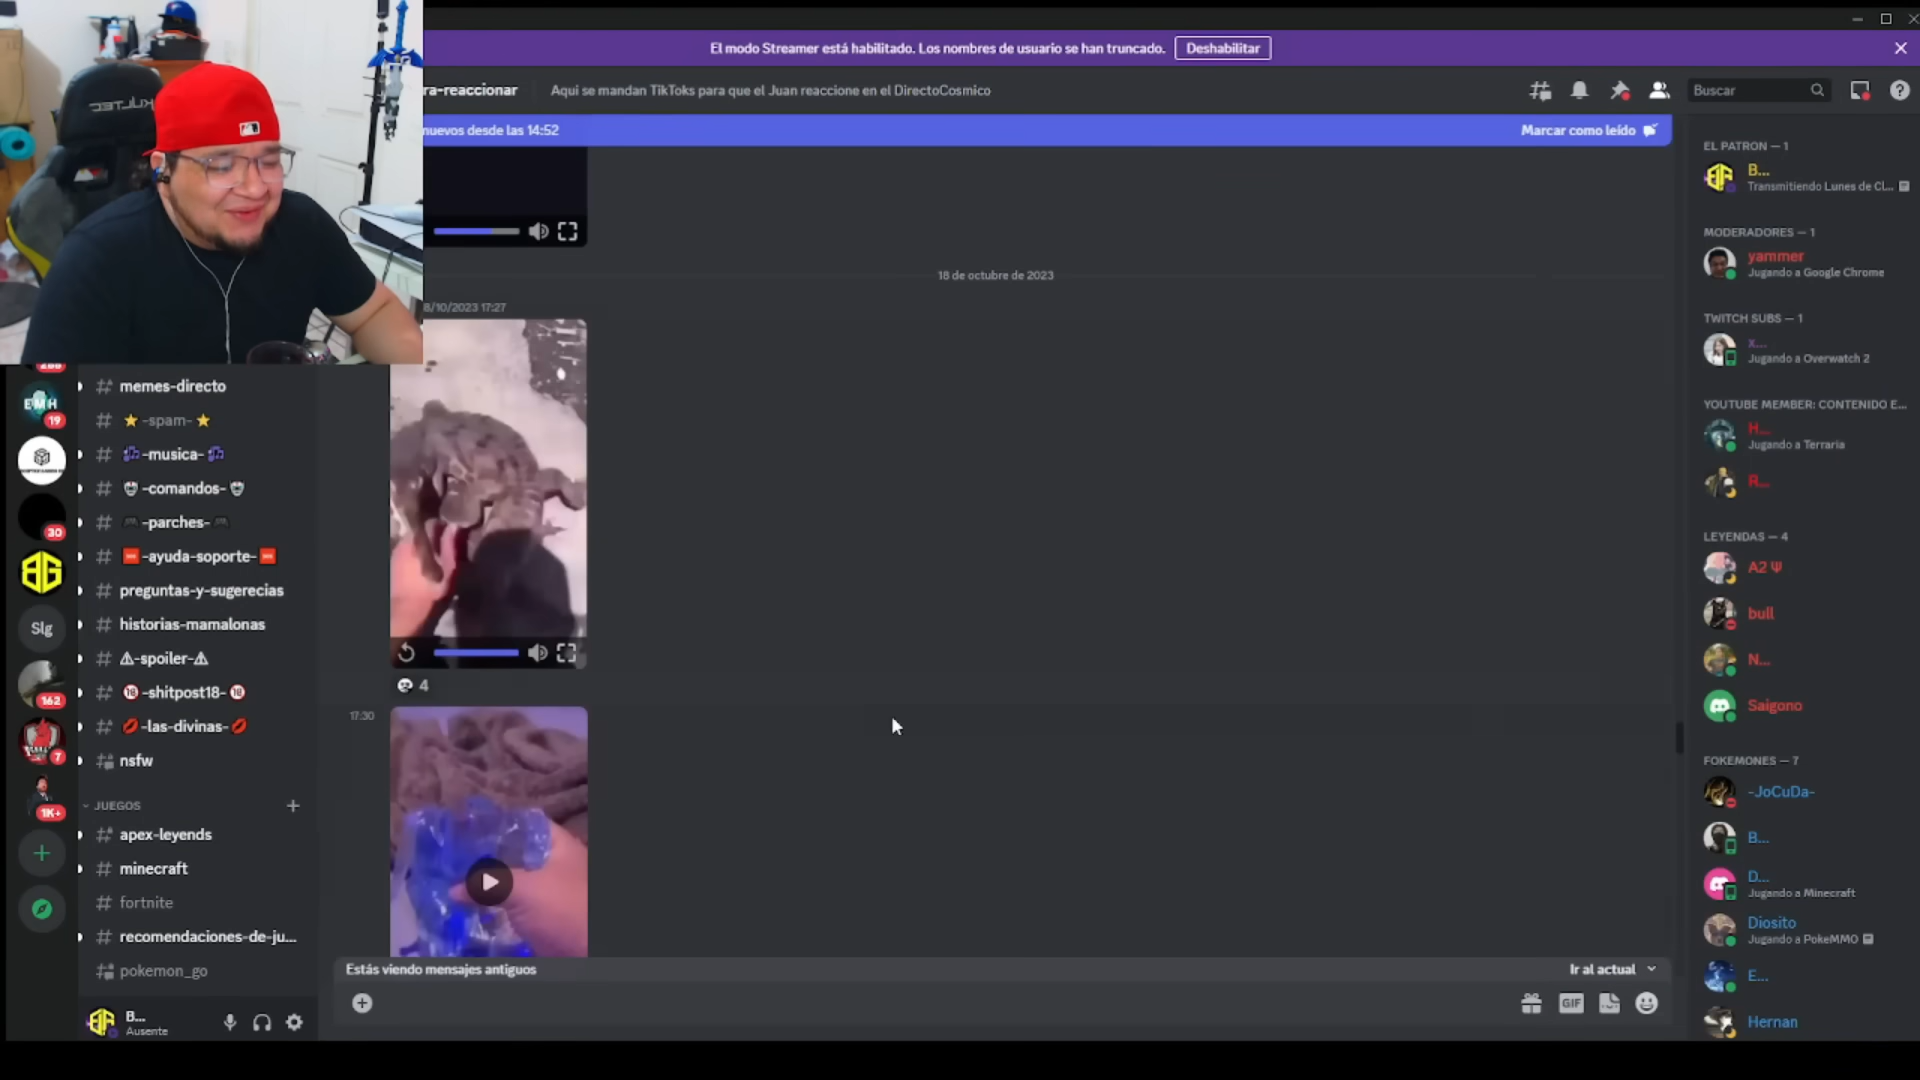 El modo Streamer está habilitado. Los nombres de usuario se han truncado.
Deshabilitar
ra-reaccionar
Aqui se mandan TikToks para que el Juan reaccione en el DirectoCosmico
Buscar
nuevos desde las 14:52
Marcar como leído
18 de octubre de 2023
8/10/2023 17:27
4
17:30
Estás viendo mensajes antiguos
Ir al actual
GIF
EMH
19
30
Slg
162
7
1K+
memes-directo
-spam-
-musica-
-comandos-
-parches-
-ayuda-soporte-
preguntas-y-sugerecias
historias-mamalonas
-spoiler-
-shitpost18-
-las-divinas-
nsfw
JUEGOS
apex-leyends
minecraft
fortnite
recomendaciones-de-ju...
pokemon_go
B...
Ausente
EL PATRON — 1
B...
Transmitiendo Lunes de Cl...
MODERADORES — 1
yammer
Jugando a Google Chrome
TWITCH SUBS — 1
x...
Jugando a Overwatch 2
YOUTUBE MEMBER: CONTENIDO E...
H...
Jugando a Terraria
R...
LEYENDAS — 4
A2 Ψ
bull
N...
Saigono
FOKEMONES — 7
-JoCuDa-
B...
D...
Jugando a Minecraft
Diosito
Jugando a PokeMMO
E...
Hernan